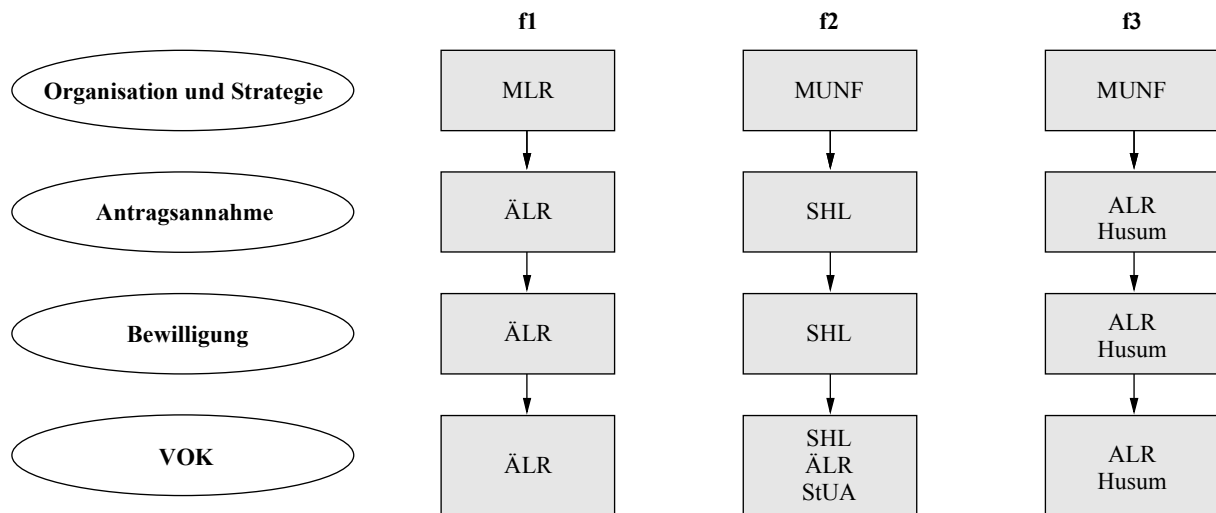 f1 f2 f3
Organisation und Strategie MLR MUNF MUNF
Antragsannahme ÄLR SHL ALR
Husum
Bewilligung ÄLR SHL ALR
Husum
VOK ÄLR SHL
ÄLR
StUA
ALR
Husum